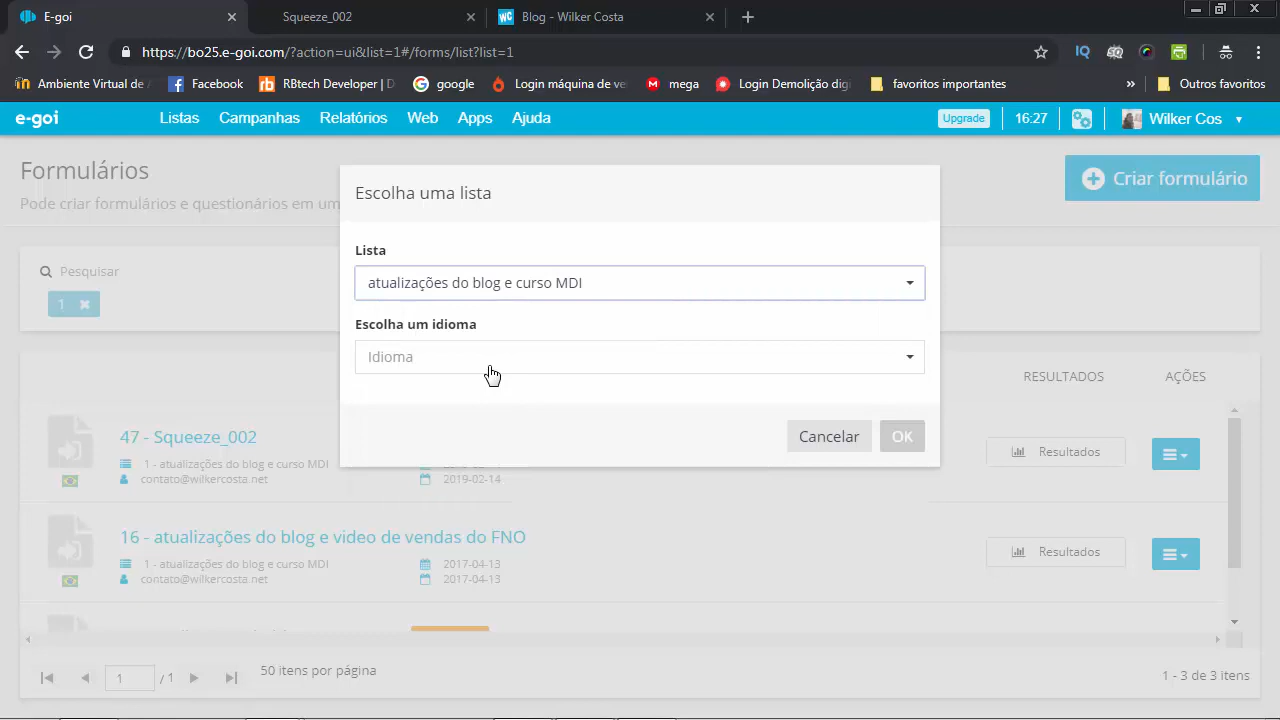 E-goi
Squeeze_002
Blog - Wilker Costa
https://bo25.e-goi.com/?action=ui&list=1#/forms/list?list=1
Ambiente Virtual de
Facebook
RBtech Developer | D
google
Login máquina de ve
mega
Login Demolição digi
favoritos importantes
»
Outros favoritos
e-goi
Listas
Campanhas
Relatórios
Web
Apps
Ajuda
Upgrade
16:27
Wilker Cos
Formulários
Pode criar formulários e questionários em um
Criar formulário
Escolha uma lista
Pesquisar
1
Lista
atualizações do blog e curso MDI
Escolha um idioma
Idioma
Cancelar
OK
RESULTADOS
AÇÕES
47 - Squeeze_002
1 - atualizações do blog e curso MDI
contato@wilkercosta.net
2019-02-14
Resultados
16 - atualizações do blog e video de vendas do FNO
1 - atualizações do blog e curso MDI
2017-04-13
contato@wilkercosta.net
2017-04-13
Resultados
1
/ 1
50 itens por página
1 - 3 de 3 itens